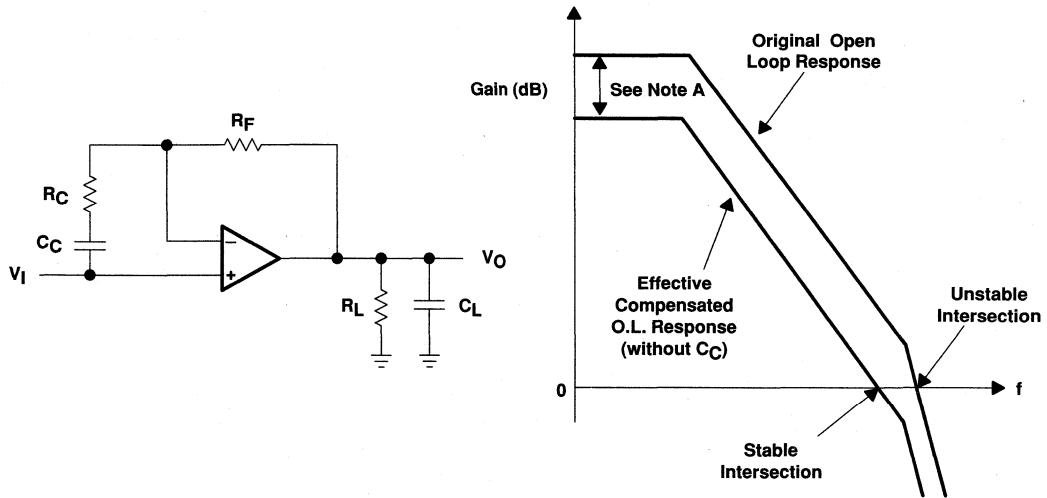 RF
RC
CC
VI
−
+
VO
RL
CL
Original Open
Loop Response
Gain (dB)
See Note A
Effective
Compensated
O.L. Response
(without CC)
Unstable
Intersection
0
f
Stable
Intersection